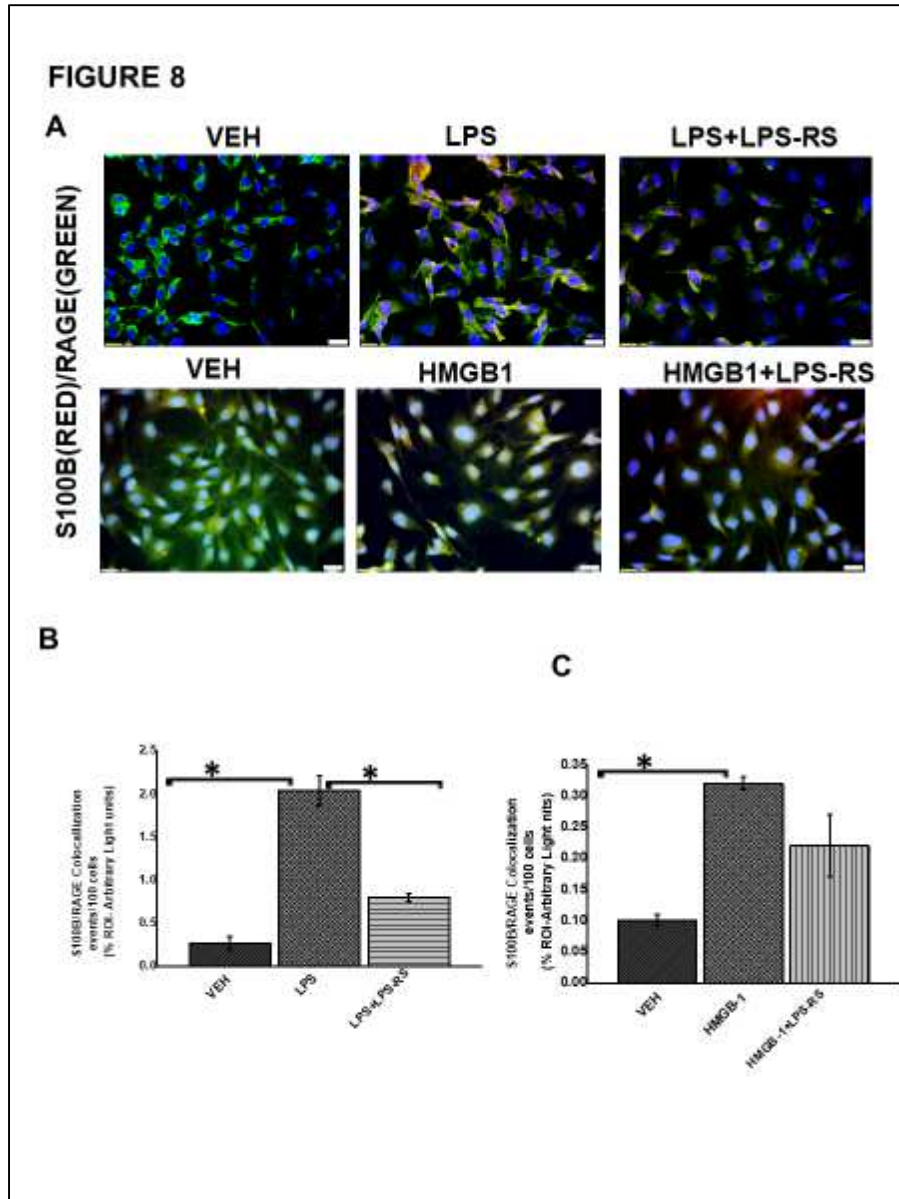 FIGURE 8
A
VEH
LPS
LPS+LPS-RS
S100B(RED)/RAGE(GREEN)
VEH
HMGB1
HMGB1+LPS-RS
B
S100B/RAGE Colocallization
events/100 cells
(% ROI-Arbitrary Light units)
2.5
2.0
1.5
1.0
0.5
0.0
*
*
VEH
LPS
LPS+LPS-RS
C
S100B/RAGE Colocalization
events/100 cells
(% ROI-Arbitrary Light nits)
0.35
0.30
0.25
0.20
0.15
0.10
0.05
0.00
*
VEH
HMGB-1
HMGB-1+LPS-RS